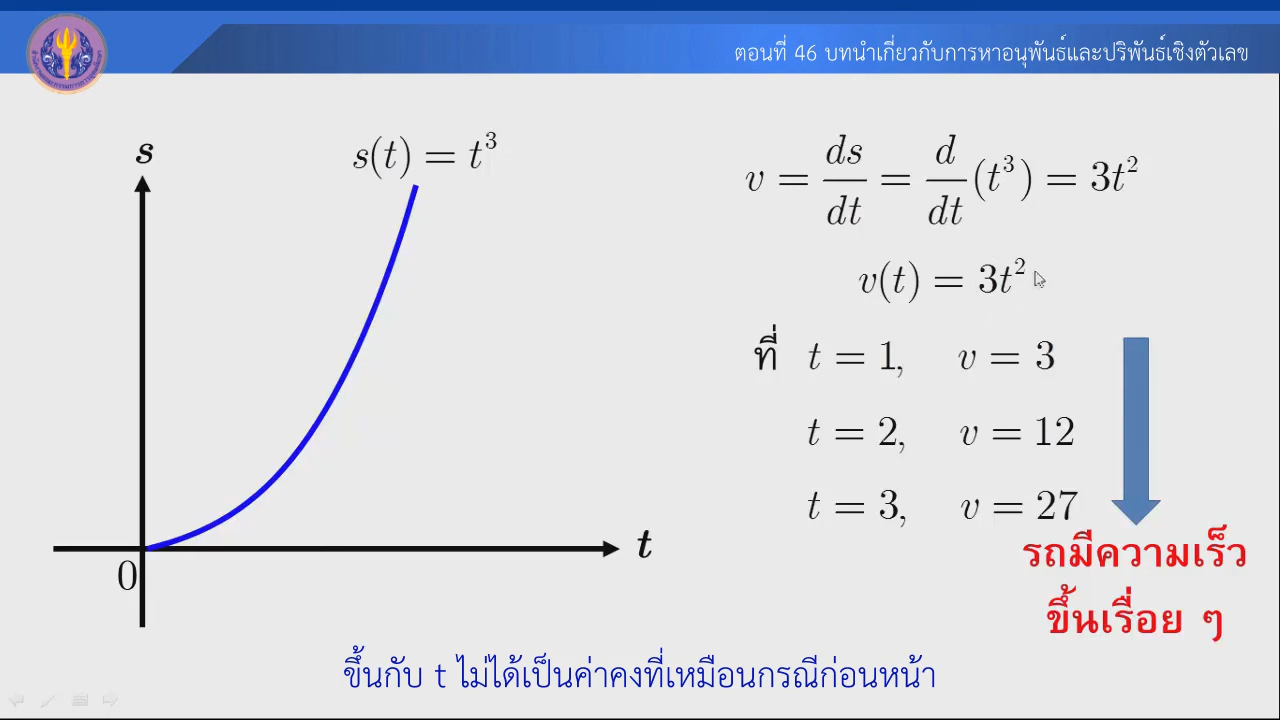 ตอนที่ 46 บทนำเกี่ยวกับการหาอนุพันธ์และปริพันธ์เชิงตัวเลข
s
s(t) = t³
0
t
v = ds/dt = d/dt (t³) = 3t²
v(t) = 3t²
ที่ t = 1, v = 3
t = 2, v = 12
t = 3, v = 27
รถมีความเร็ว
ขึ้นเรื่อย ๆ
ขึ้นกับ t ไม่ได้เป็นค่าคงที่เหมือนกรณีก่อนหน้า